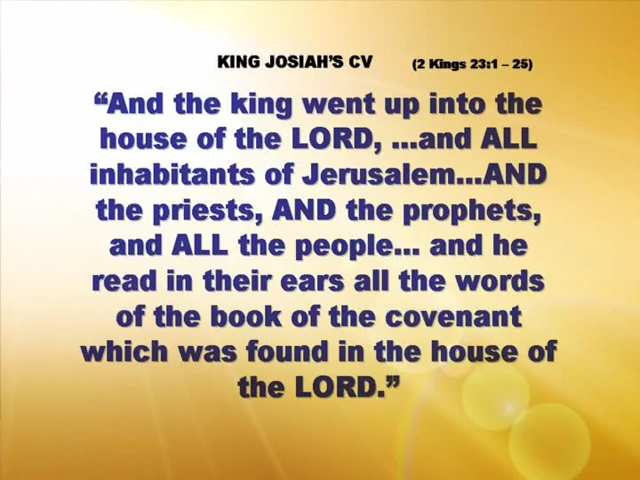 KING JOSIAH'S CV (2 Kings 23:1 – 25)
“And the king went up into the
house of the LORD, ...and ALL
inhabitants of Jerusalem...AND
the priests, AND the prophets,
and ALL the people... and he
read in their ears all the words
of the book of the covenant
which was found in the house of
the LORD.”